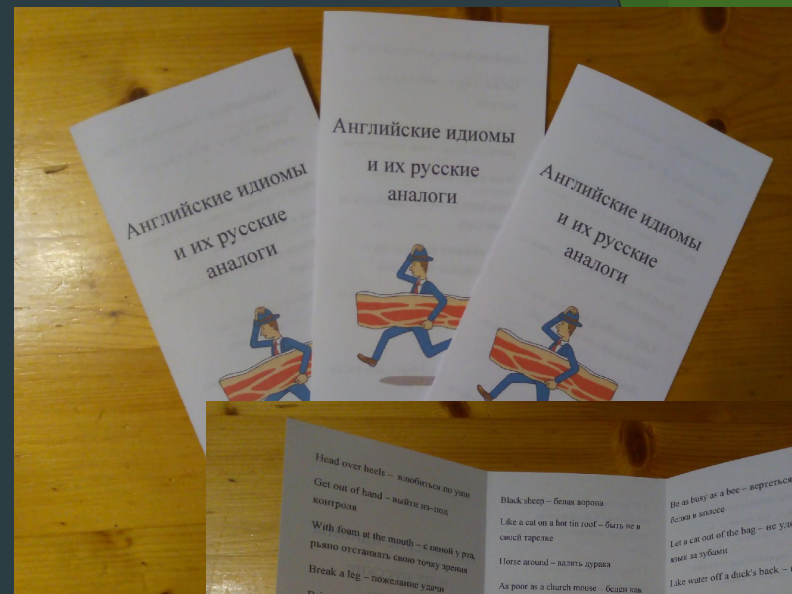 Английские идиомы
и их русские
аналоги
Английские идиомы
и их русские
аналоги
Английские идиомы
и их русские
аналоги
Head over heels – влюбиться по уши
Get out of hand – выйти из-под
контроля
With foam at the mouth – с пеной у рта,
рьяно отстаивать свою точку зрения
Break a leg – пожелание удачи
Black sheep – белая ворона
Like a cat on a hot tin roof – быть не в
своей тарелке
Horse around – валять дурака
As poor as a church mouse – беден как
Be as busy as a bee – вертеться
белка в колесе
Let a cat out of the bag – не
язык за зубами
Like water off a duck's back –